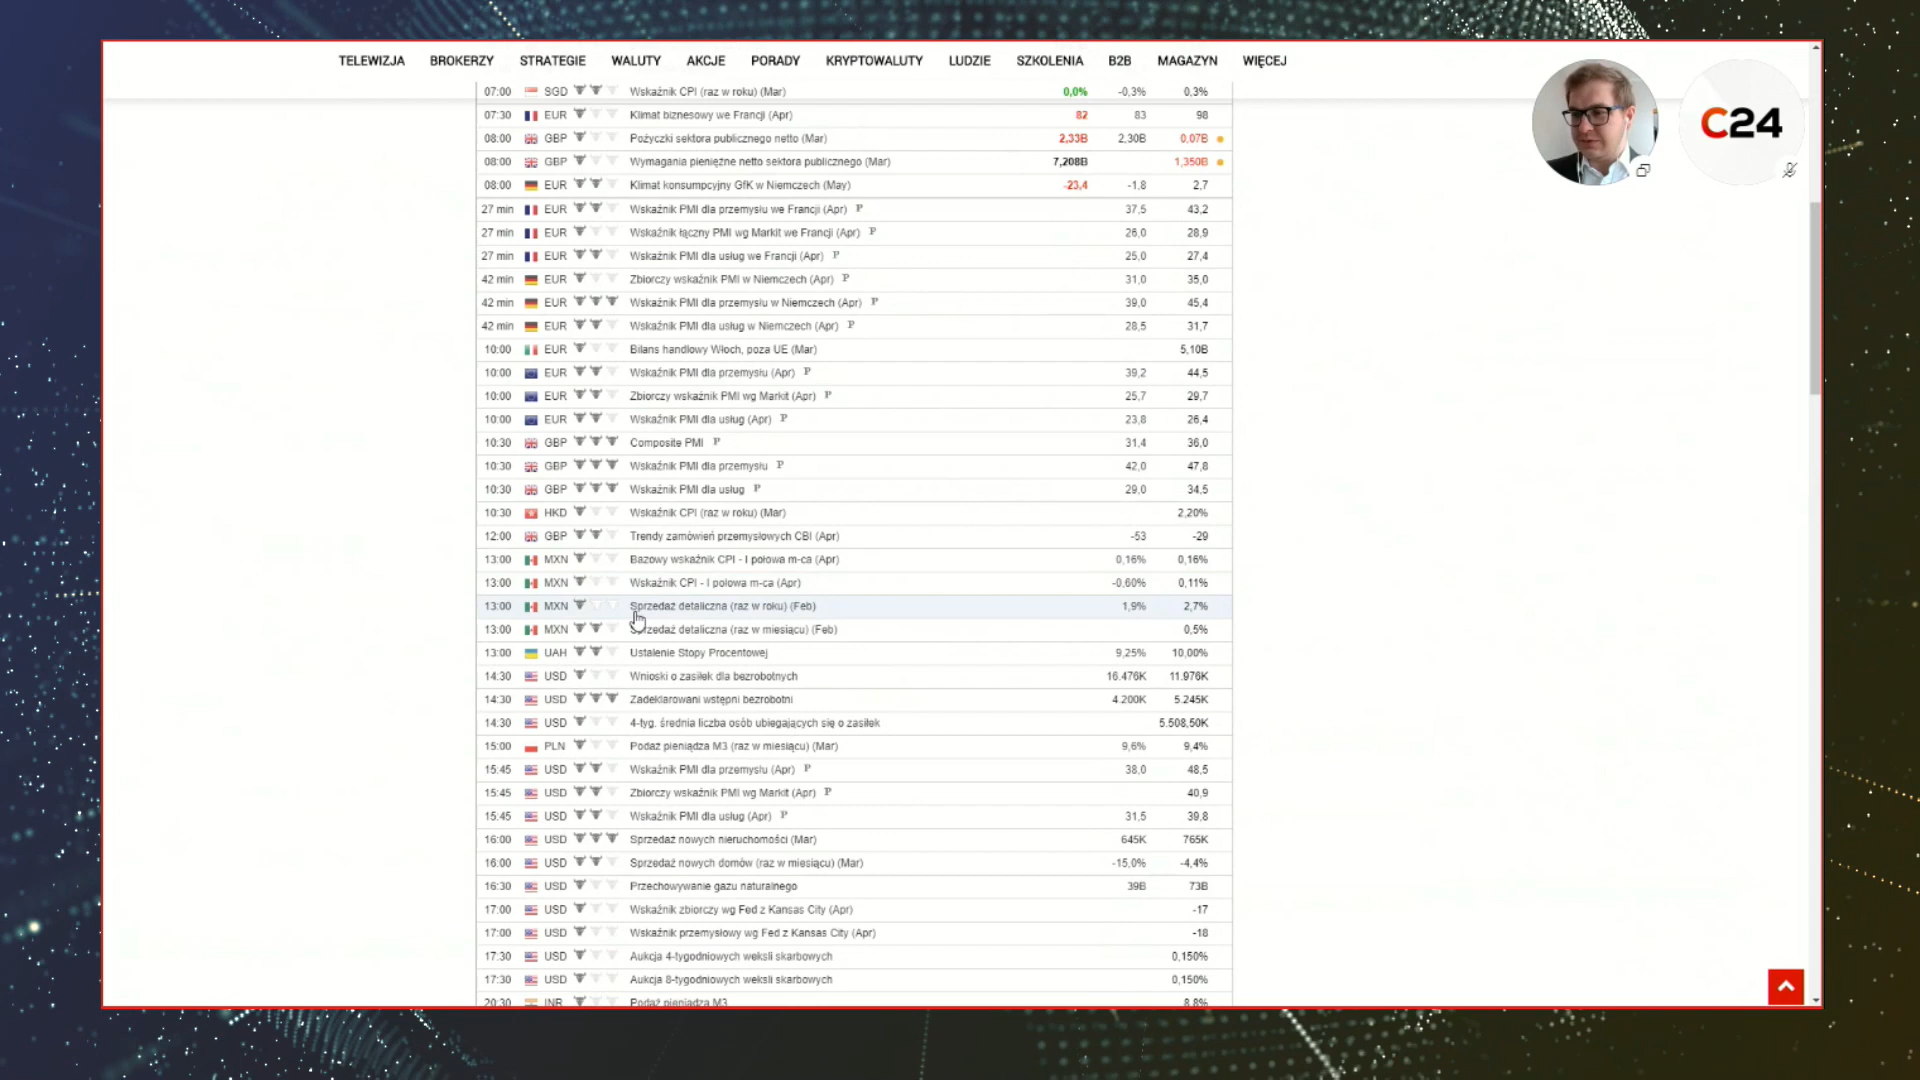 TELEWIZJA BROKERZY STRATEGIE WALUTY AKCJE PORADY KRYPTOWALUTY LUDZIE SZKOLENIA B2B MAGAZYN WIĘCEJ
C24
07:00 SGD Wskaźnik CPI (raz w roku) (Mar) 0,0% -0,3% 0,3%
07:30 EUR Klimat biznesowy we Francji (Apr) 82 83 98
08:00 GBP Pożyczki sektora publicznego netto (Mar) 2,33B 2,30B 0,07B
08:00 GBP Wymagania pieniężne netto sektora publicznego (Mar) 7,208B 1,350B
08:00 EUR Klimat konsumpcyjny GfK w Niemczech (May) -23,4 -1,8 2,7
27 min EUR Wskaźnik PMI dla przemysłu we Francji (Apr) P 37,5 43,2
27 min EUR Wskaźnik łączny PMI wg Markit we Francji (Apr) P 26,0 28,9
27 min EUR Wskaźnik PMI dla usług we Francji (Apr) P 25,0 27,4
42 min EUR Zbiorczy wskaźnik PMI w Niemczech (Apr) P 31,0 35,0
42 min EUR Wskaźnik PMI dla przemysłu w Niemczech (Apr) P 39,0 45,4
42 min EUR Wskaźnik PMI dla usług w Niemczech (Apr) P 28,5 31,7
10:00 EUR Bilans handlowy Włoch, poza UE (Mar) 5,10B
10:00 EUR Wskaźnik PMI dla przemysłu (Apr) P 39,2 44,5
10:00 EUR Zbiorczy wskaźnik PMI wg Markit (Apr) P 25,7 29,7
10:00 EUR Wskaźnik PMI dla usług (Apr) P 23,8 26,4
10:30 GBP Composite PMI P 31,4 36,0
10:30 GBP Wskaźnik PMI dla przemysłu P 42,0 47,8
10:30 GBP Wskaźnik PMI dla usług P 29,0 34,5
10:30 HKD Wskaźnik CPI (raz w roku) (Mar) 2,20%
12:00 GBP Trendy zamówień przemysłowych CBI (Apr) -53 -29
13:00 MXN Bazowy wskaźnik CPI - I połowa m-ca (Apr) 0,16% 0,16%
13:00 MXN Wskaźnik CPI - I połowa m-ca (Apr) -0,60% 0,11%
13:00 MXN Sprzedaż detaliczna (raz w roku) (Feb) 1,9% 2,7%
13:00 MXN Sprzedaż detaliczna (raz w miesiącu) (Feb) 0,5%
13:00 UAH Ustalenie Stopy Procentowej 9,25% 10,00%
14:30 USD Wnioski o zasiłek dla bezrobotnych 16.476K 11.976K
14:30 USD Zadeklarowani wstępni bezrobotni 4.200K 5.245K
14:30 USD 4-tyg. średnia liczba osób ubiegających się o zasiłek 5.508,50K
15:00 PLN Podaż pieniądza M3 (raz w miesiącu) (Mar) 9,6% 9,4%
15:45 USD Wskaźnik PMI dla przemysłu (Apr) P 38,0 48,5
15:45 USD Zbiorczy wskaźnik PMI wg Markit (Apr) P 40,9
15:45 USD Wskaźnik PMI dla usług (Apr) P 31,5 39,8
16:00 USD Sprzedaż nowych nieruchomości (Mar) 645K 765K
16:00 USD Sprzedaż nowych domów (raz w miesiącu) (Mar) -15,0% -4,4%
16:30 USD Przechowywanie gazu naturalnego 39B 73B
17:00 USD Wskaźnik zbiorczy wg Fed z Kansas City (Apr) -17
17:00 USD Wskaźnik przemysłowy wg Fed z Kansas City (Apr) -18
17:30 USD Aukcja 4-tygodniowych weksli skarbowych 0,150%
17:30 USD Aukcja 8-tygodniowych weksli skarbowych 0,150%
20:30 INR Podaż pieniądza M3 8,8%